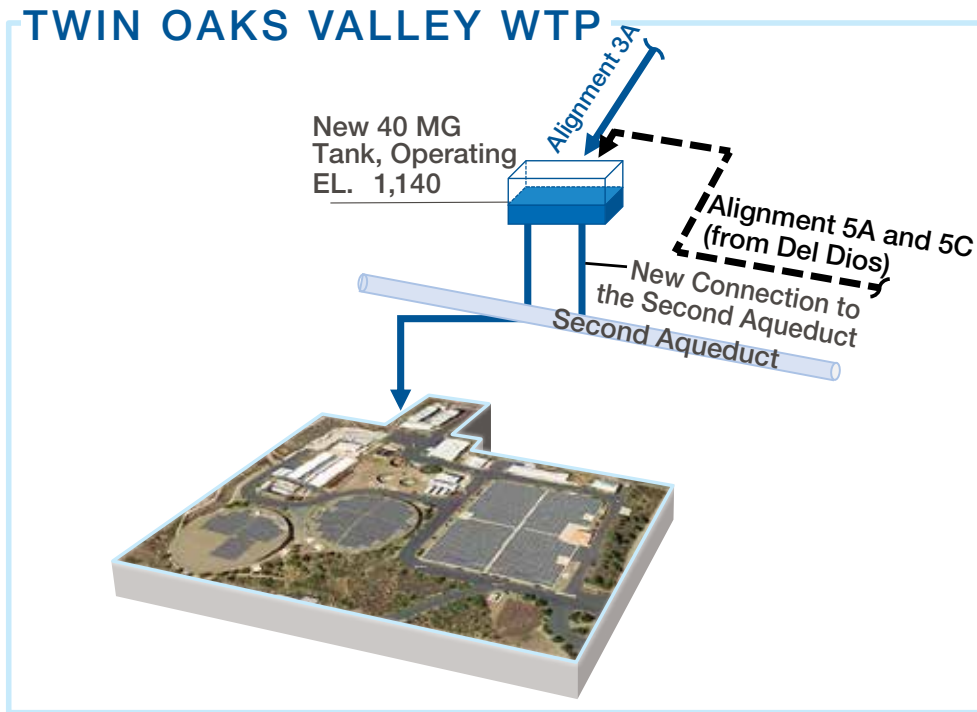 TWIN OAKS VALLEY WTP
Alignment 3A
New 40 MG
Tank, Operating
EL. 1,140
Alignment 5A and 5C
(from Del Dios)
New Connection to
the Second Aqueduct
Second Aqueduct